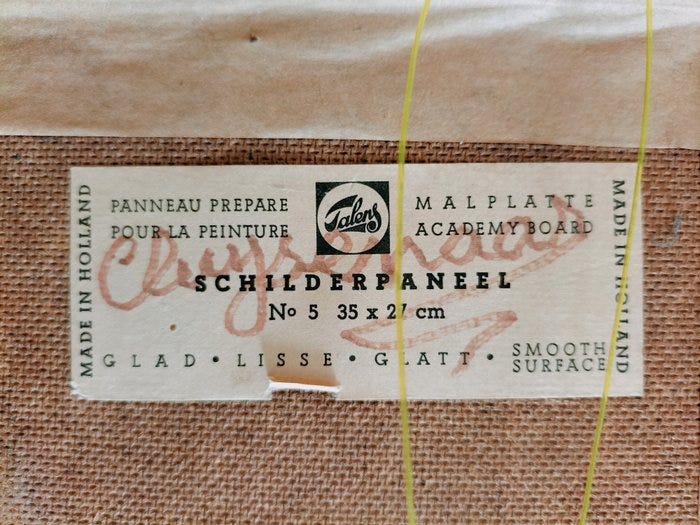 PANNEAU PREPARE
POUR LA PEINTURE
Talens
MALPLATTE
ACADEMY BOARD
MADE IN HOLLAND
SCHILDERPANEEL
No 5 35 x 27 cm
GLAD • LISSE • GLATT • SMOOTH SURFACE
MADE IN HOLLAND